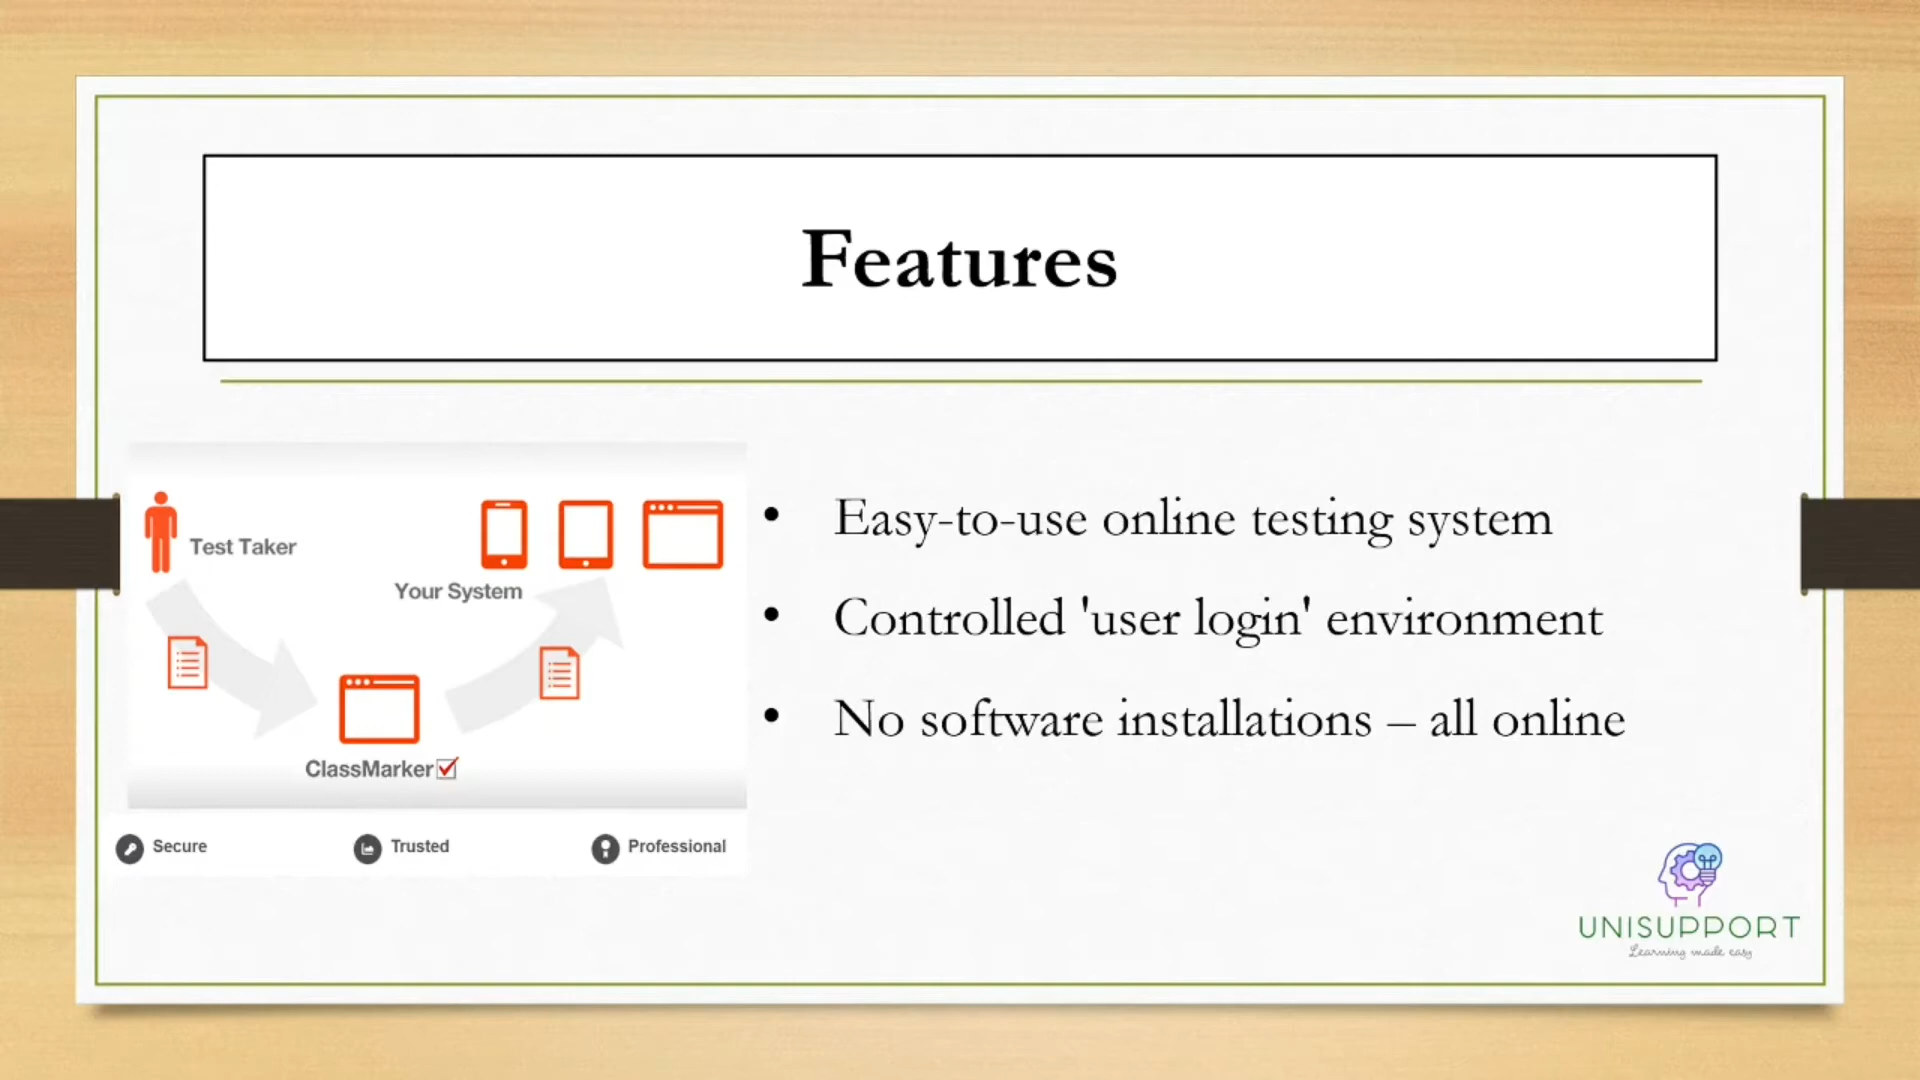 Features
Test Taker
Your System
ClassMarker
Secure
Trusted
Professional
• Easy-to-use online testing system
• Controlled 'user login' environment
• No software installations – all online
UNISUPPORT
Learning made easy